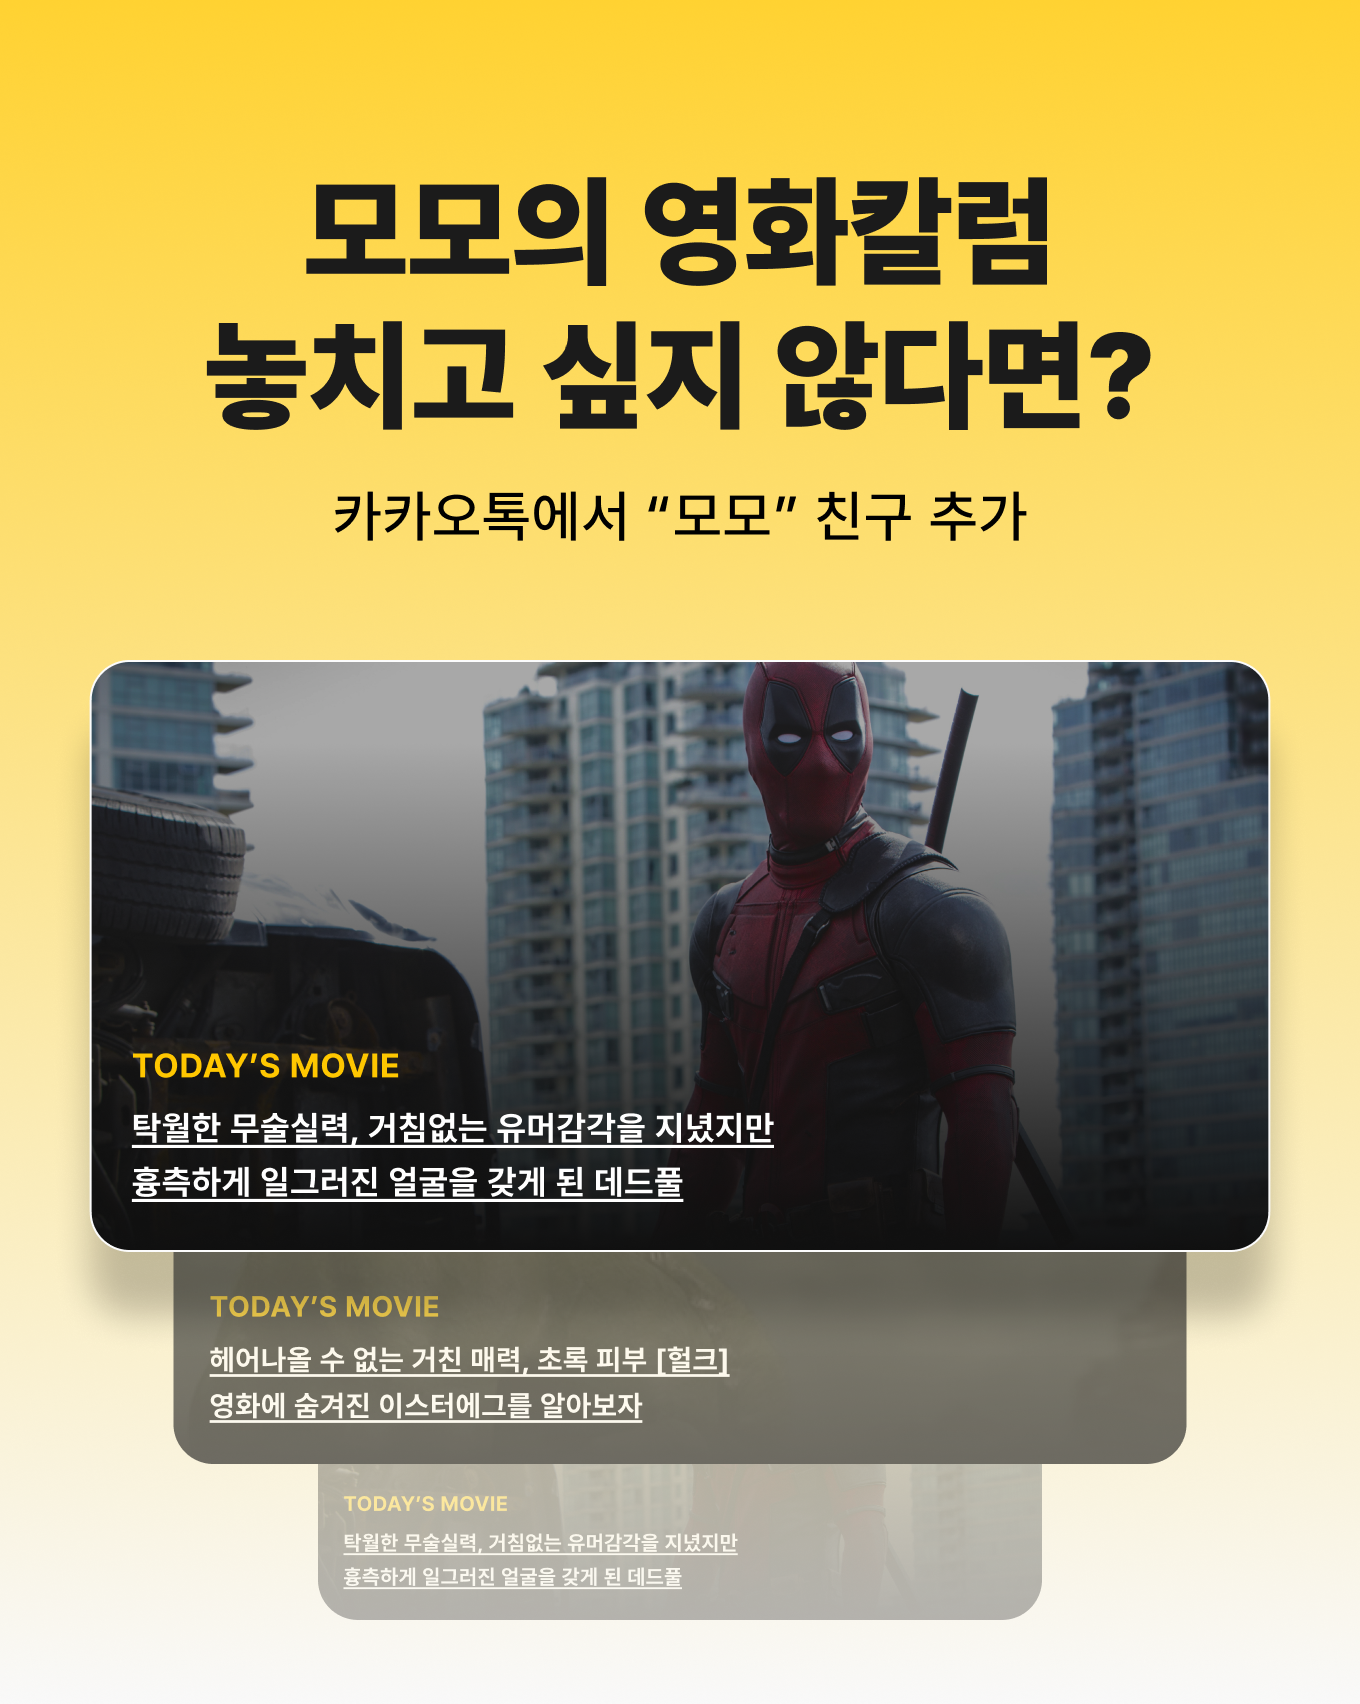 모모의 영화칼럼
놓치고 싶지 않다면?
카카오톡에서 “모모” 친구 추가
TODAY’S MOVIE
탁월한 무술실력, 거침없는 유머감각을 지녔지만
흉측하게 일그러진 얼굴을 갖게 된 데드풀
TODAY’S MOVIE
헤어나올 수 없는 거친 매력, 초록 피부 [헐크]
영화에 숨겨진 이스터에그를 알아보자
TODAY’S MOVIE
탁월한 무술실력, 거침없는 유머감각을 지녔지만
흉측하게 일그러진 얼굴을 갖게 된 데드풀